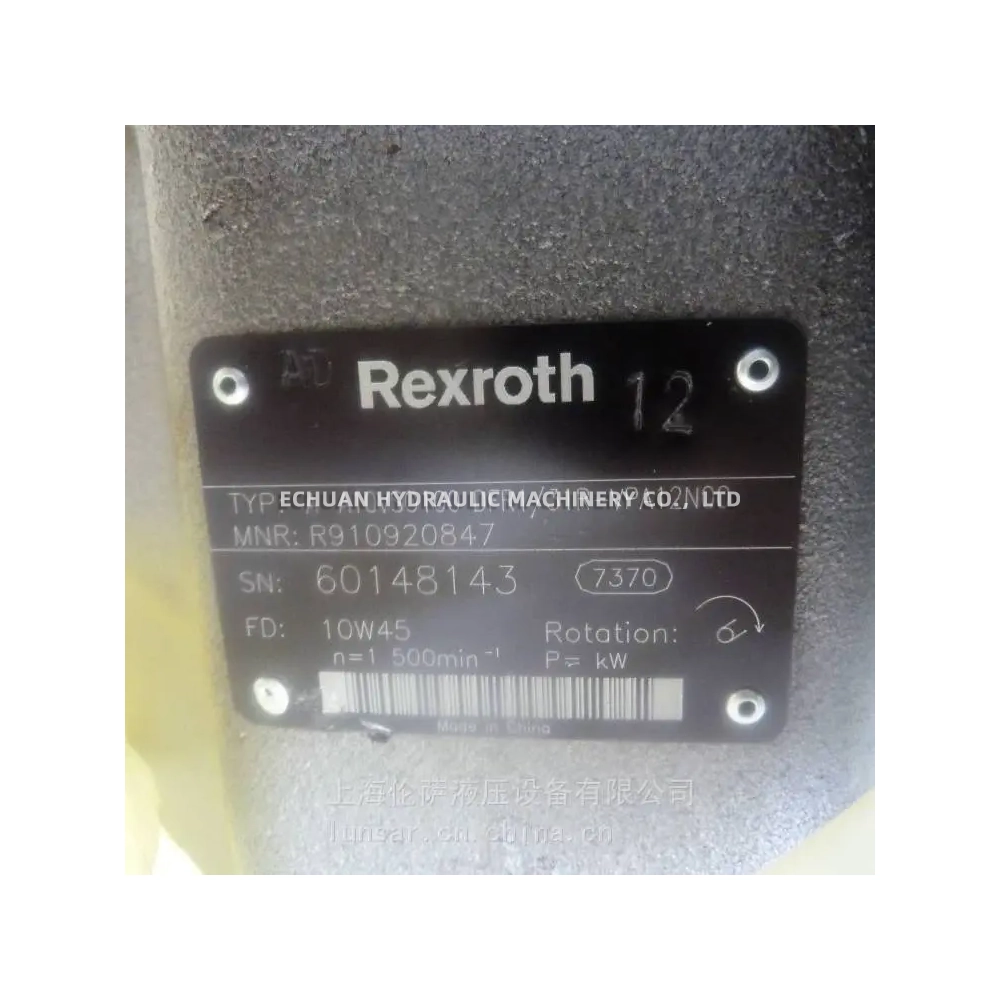 AD Rexroth 12
ECHUAN HYDRAULIC MACHINERY CO., LTD
TYP:
MNR: R910920847
SN: 60148143 7370
FD: 10W45 Rotation:
n=1 500min⁻¹ P= kW
Made in China
上海伦萨液压设备有限公司
lunsar.cn.china.cn